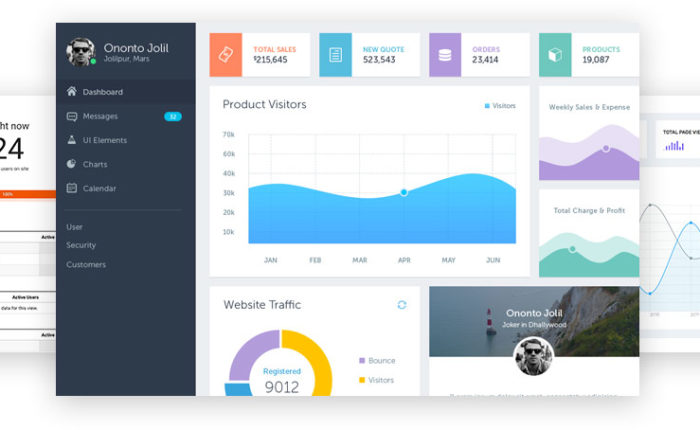 Ononto Jolil
Jolilpur, Mars
Dashboard
Messages
32
UI Elements
Charts
Calendar
User
Security
Customers
TOTAL SALES
$215,645
NEW QUOTE
523,543
ORDERS
23,414
PRODUCTS
19,087
Product Visitors
Visitors
70k
60k
40k
30k
20k
10k
JAN
FEB
MAR
APR
MAY
JUN
Weekly Sales & Expense
Total Charge & Profit
Website Traffic
Registered
9012
Bounce
Visitors
Ononto Jolil
Joker in Dhallywood
ht now
24
users on site
100%
Active
Active Users
data for this view.
Active
TOTAL PAGE VIE